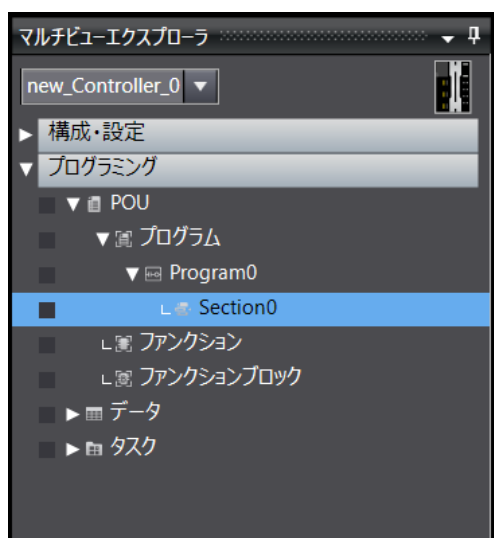 マルチビューエクスプローラ
new_Controller_0
構成・設定
プログラミング
POU
プログラム
Program0
Section0
ファンクション
ファンクションブロック
データ
タスク